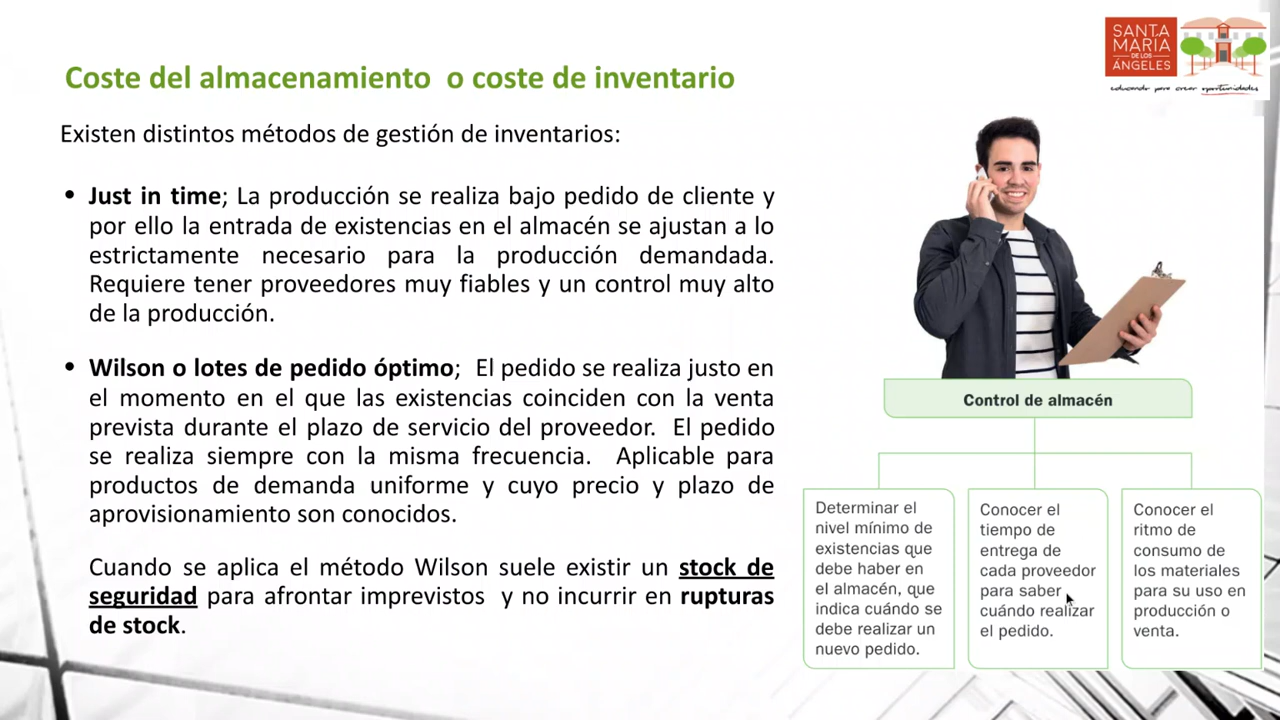 SANTA
MARIA
DE LOS
ÁNGELES
educando para crear oportunidades
Coste del almacenamiento o coste de inventario
Existen distintos métodos de gestión de inventarios:
• Just in time; La producción se realiza bajo pedido de cliente y
por ello la entrada de existencias en el almacén se ajustan a lo
estrictamente necesario para la producción demandada.
Requiere tener proveedores muy fiables y un control muy alto
de la producción.
• Wilson o lotes de pedido óptimo; El pedido se realiza justo en
el momento en el que las existencias coinciden con la venta
prevista durante el plazo de servicio del proveedor. El pedido
se realiza siempre con la misma frecuencia. Aplicable para
productos de demanda uniforme y cuyo precio y plazo de
aprovisionamiento son conocidos.
Cuando se aplica el método Wilson suele existir un stock de
seguridad para afrontar imprevistos y no incurrir en rupturas
de stock.
Control de almacén
Determinar el
nivel mínimo de
existencias que
debe haber en
el almacén, que
indica cuándo se
debe realizar un
nuevo pedido.
Conocer el
tiempo de
entrega de
cada proveedor
para saber
cuándo realizar
el pedido.
Conocer el
ritmo de
consumo de
los materiales
para su uso en
producción o
venta.